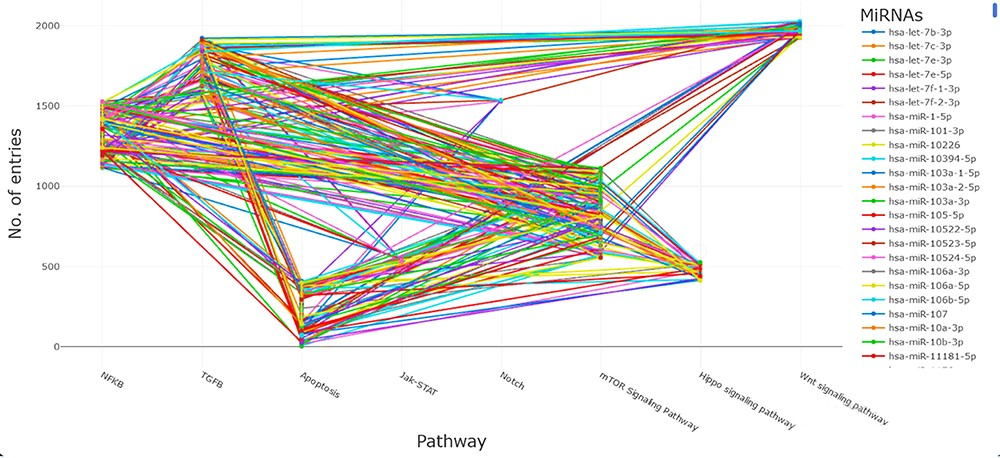 MiRNAs
2000
1500
1000
500
0
No. of entries
NFKB
TGFB
Apoptosis
Jak-STAT
Notch
mTOR Signaling Pathway
Hippo signaling pathway
Wnt signaling pathway
Pathway
hsa-let-7b-3p
hsa-let-7c-3p
hsa-let-7e-3p
hsa-let-7e-5p
hsa-let-7f-1-3p
hsa-let-7f-2-3p
hsa-miR-1-5p
hsa-miR-101-3p
hsa-miR-10226
hsa-miR-10394-5p
hsa-miR-103a-1-5p
hsa-miR-103a-2-5p
hsa-miR-103a-3p
hsa-miR-105-5p
hsa-miR-10522-5p
hsa-miR-10523-5p
hsa-miR-10524-5p
hsa-miR-106a-3p
hsa-miR-106a-5p
hsa-miR-106b-5p
hsa-miR-107
hsa-miR-10a-3p
hsa-miR-10b-3p
hsa-miR-11181-5p